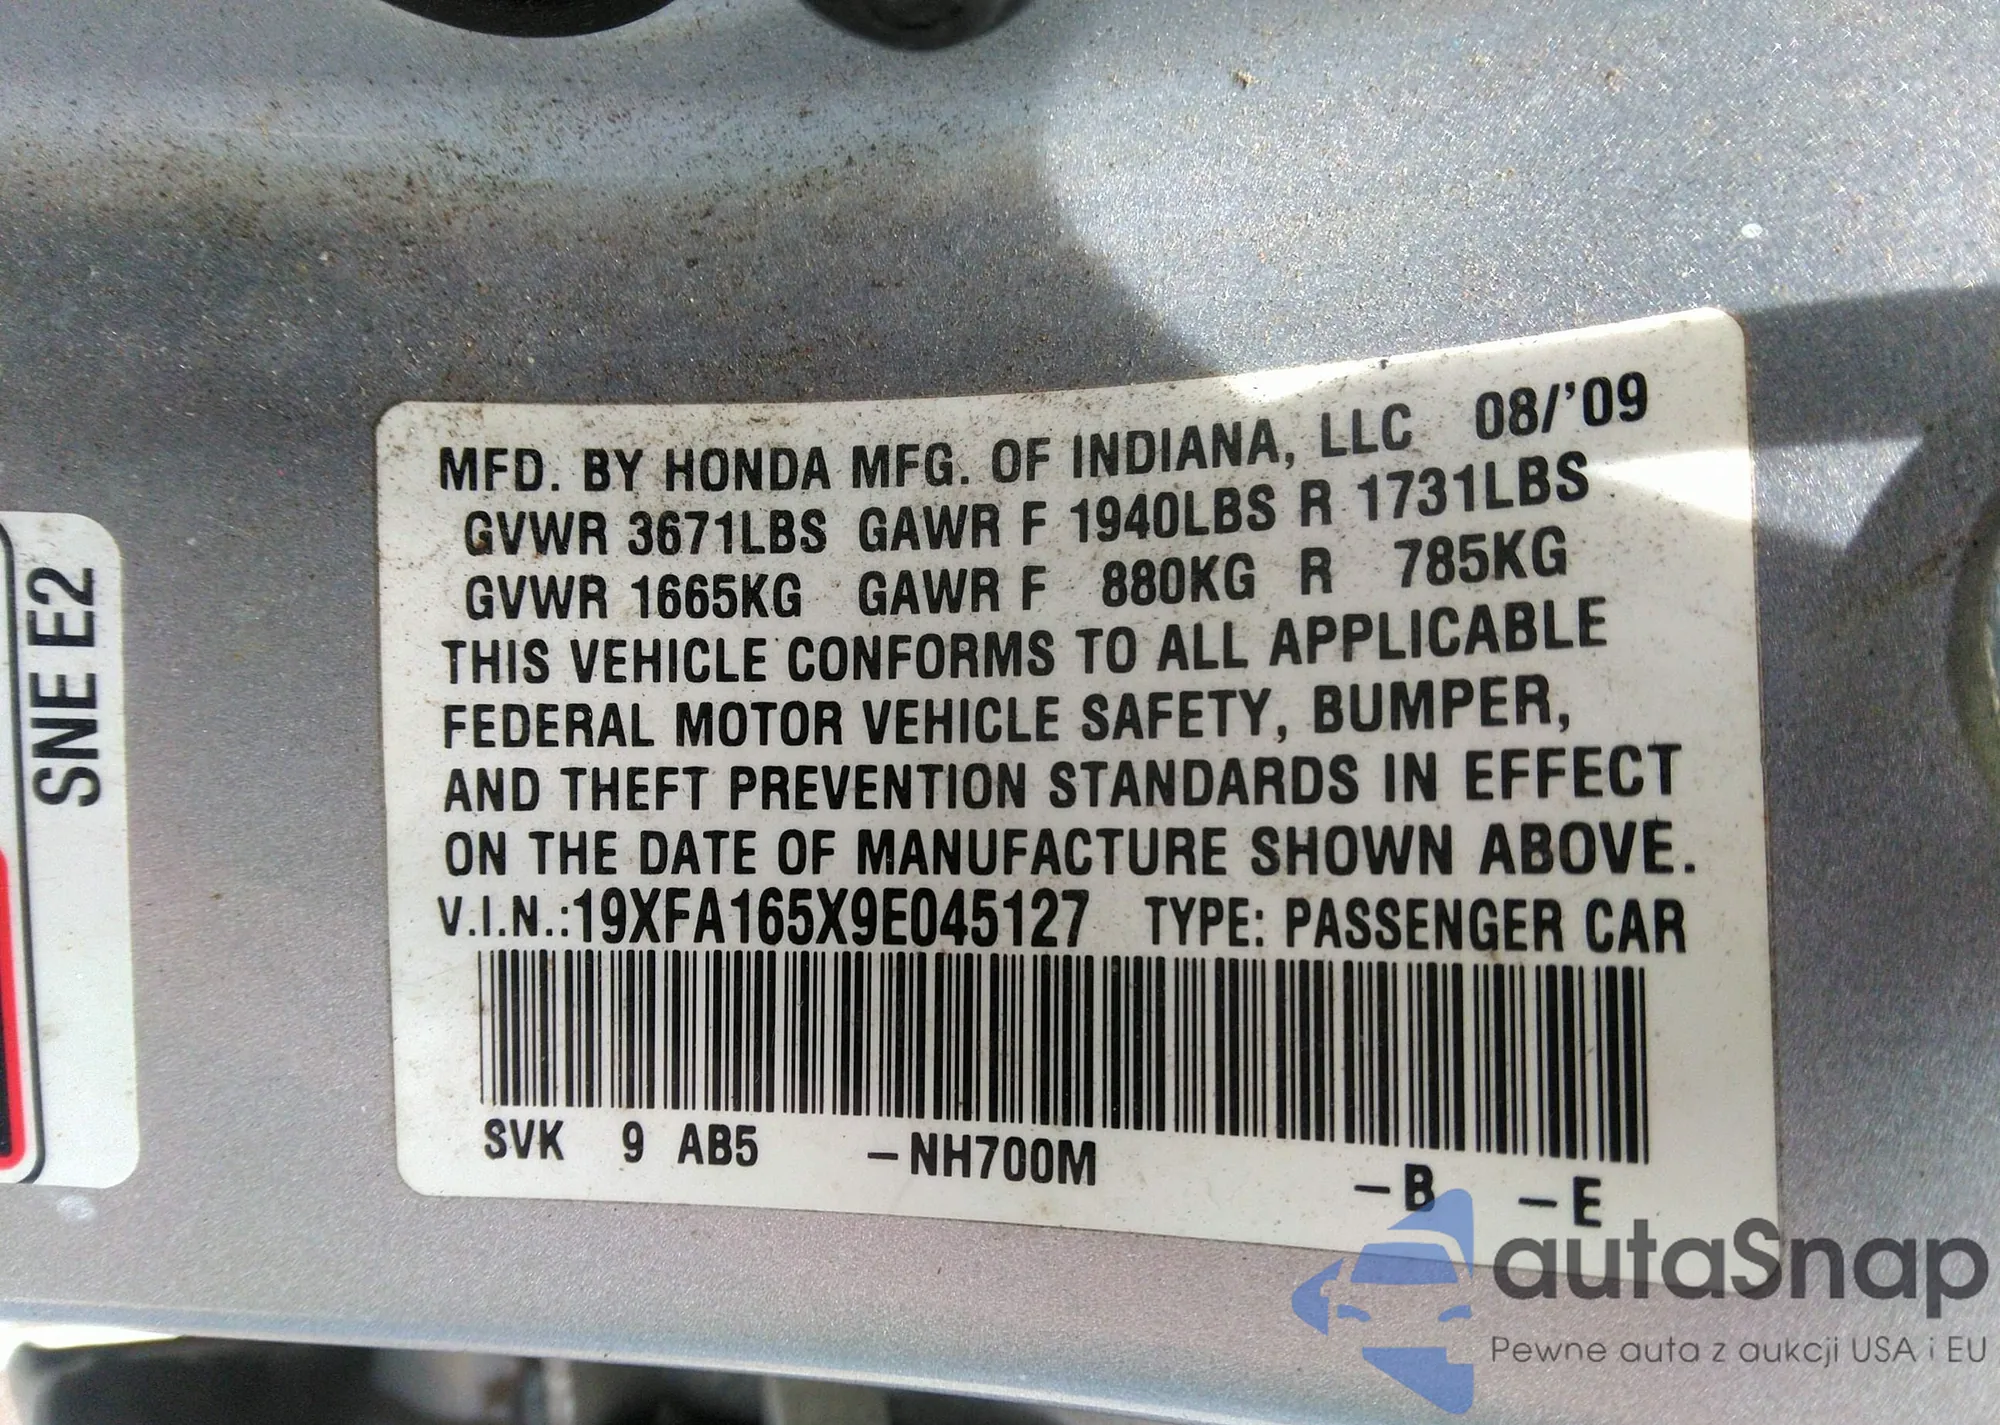 MFD. BY HONDA MFG. OF INDIANA, LLC 08/'09
GVWR 3671LBS GAWR F 1940LBS R 1731LBS
GVWR 1665KG GAWR F 880KG R 785KG
THIS VEHICLE CONFORMS TO ALL APPLICABLE
FEDERAL MOTOR VEHICLE SAFETY, BUMPER,
AND THEFT PREVENTION STANDARDS IN EFFECT
ON THE DATE OF MANUFACTURE SHOWN ABOVE.
V.I.N.:19XFA165X9E045127 TYPE: PASSENGER CAR
SVK 9 AB5 -NH700M -B -E
SNE E2
autaSnap
Pewne auta z aukcji USA i EU